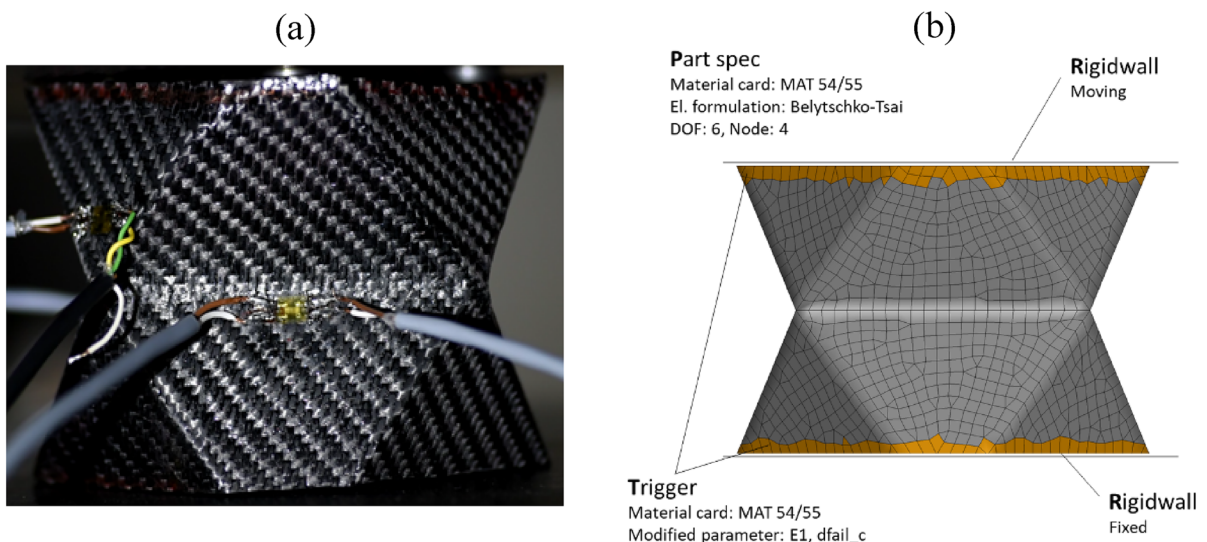 (a)
(b)
Part spec
Material card: MAT 54/55
El. formulation: Belytschko-Tsai
DOF: 6, Node: 4
Rigidwall
Moving
Trigger
Material card: MAT 54/55
Modified parameter: E1, dfail_c
Rigidwall
Fixed